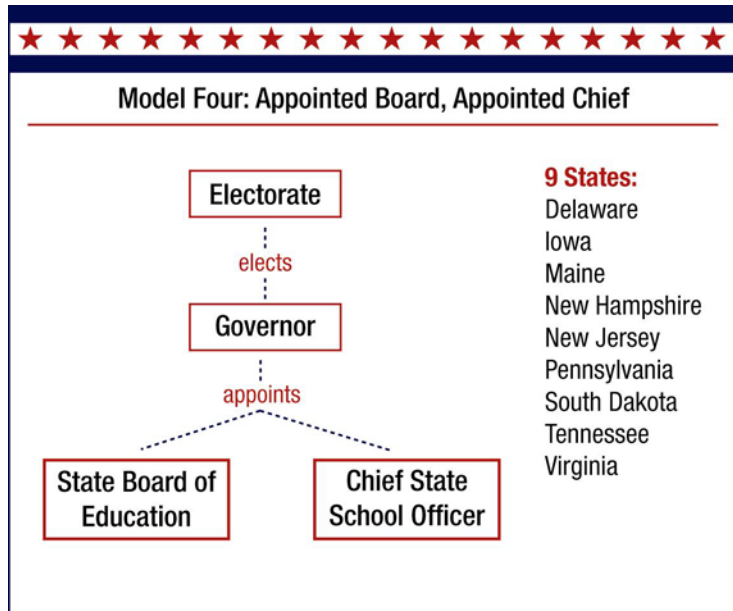 Model Four: Appointed Board, Appointed Chief
Electorate
elects
Governor
appoints
State Board of
Education
Chief State
School Officer
9 States:
Delaware
Iowa
Maine
New Hampshire
New Jersey
Pennsylvania
South Dakota
Tennessee
Virginia